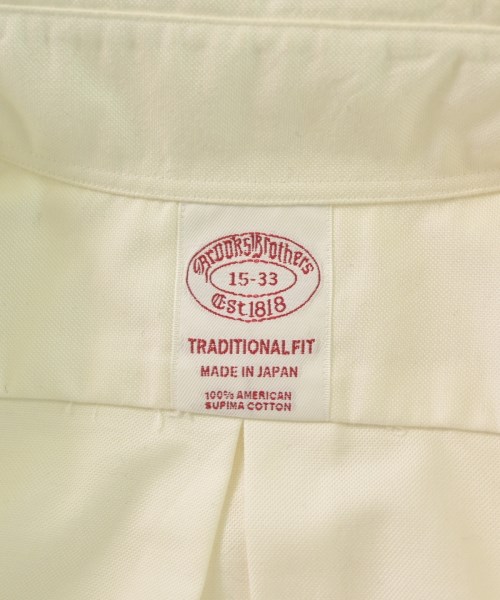 Brooks Brothers
15-33
Est. 1818
TRADITIONAL FIT
MADE IN JAPAN
100% AMERICAN
SUPIMA COTTON